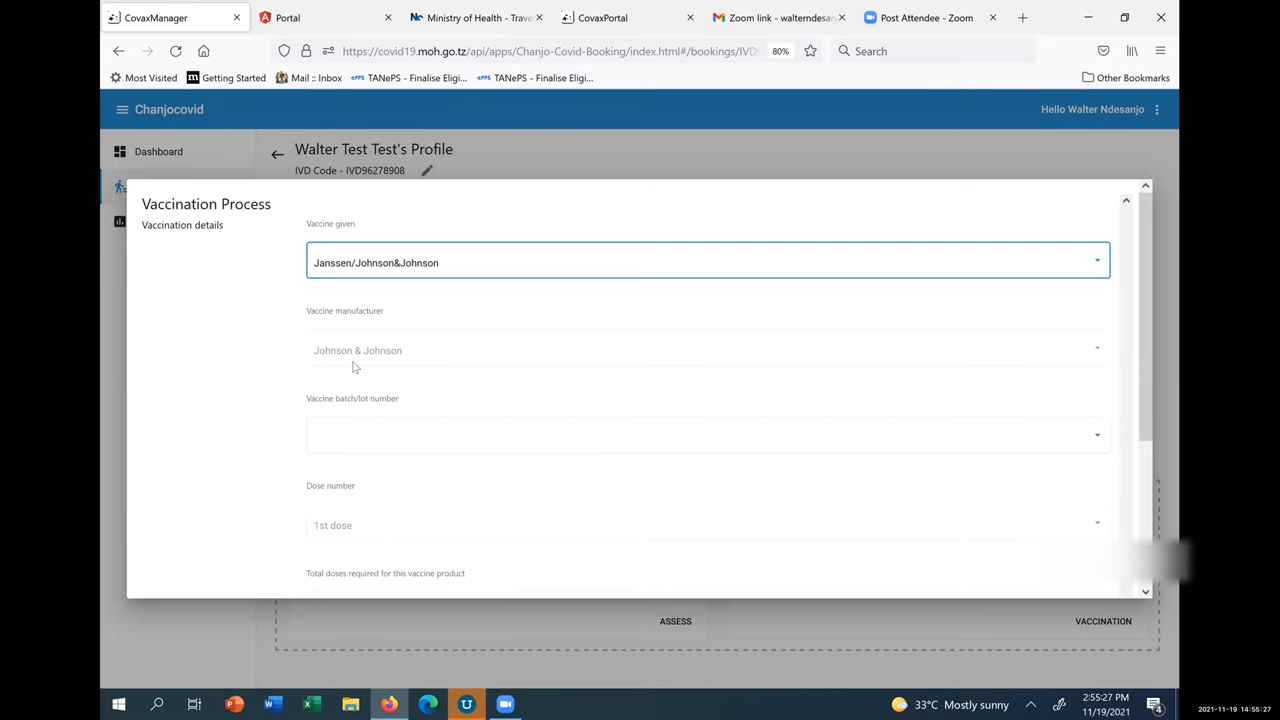 CovaxManager
Portal
Ministry of Health - Trave
CovaxPortal
Zoom link - walterndesan
Post Attendee - Zoom
https://covid19.moh.go.tz/api/apps/Chanjo-Covid-Booking/index.html#/bookings/IVD9
80%
Search
Most Visited
Getting Started
Mail :: Inbox
TANePS - Finalise Eligi...
TANePS - Finalise Eligi...
Other Bookmarks
Chanjocovid
Hello Walter Ndesanjo
Dashboard
Walter Test Test's Profile
IVD Code - IVD96278908
Vaccination Process
Vaccination details
Vaccine given
Janssen/Johnson&Johnson
Vaccine manufacturer
Johnson & Johnson
Vaccine batch/lot number
Dose number
1st dose
Total doses required for this vaccine product
ASSESS
VACCINATION
33°C Mostly sunny
2:55:27 PM
11/19/2021
4
2021-11-19 14:55:27